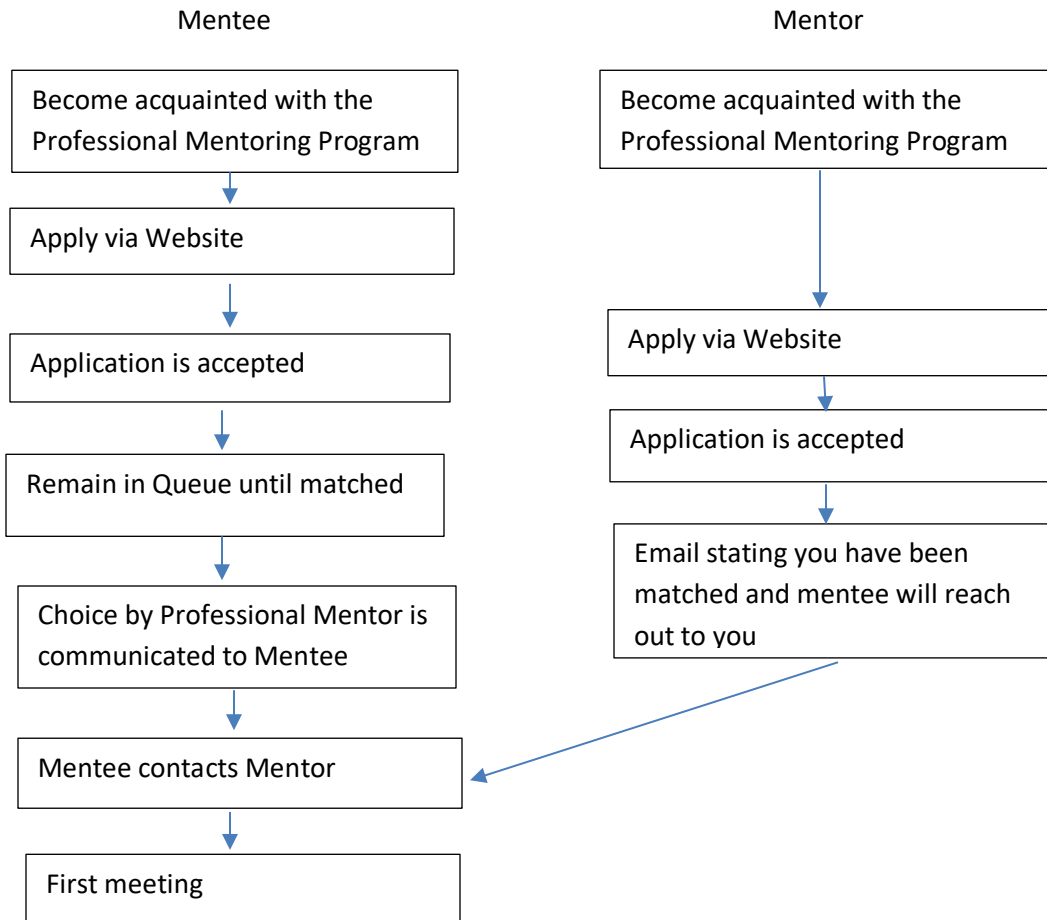 Mentee
Become acquainted with the
Professional Mentoring Program
Apply via Website
Application is accepted
Remain in Queue until matched
Choice by Professional Mentor is
communicated to Mentee
Mentee contacts Mentor
First meeting
Mentor
Become acquainted with the
Professional Mentoring Program
Apply via Website
Application is accepted
Email stating you have been
matched and mentee will reach
out to you